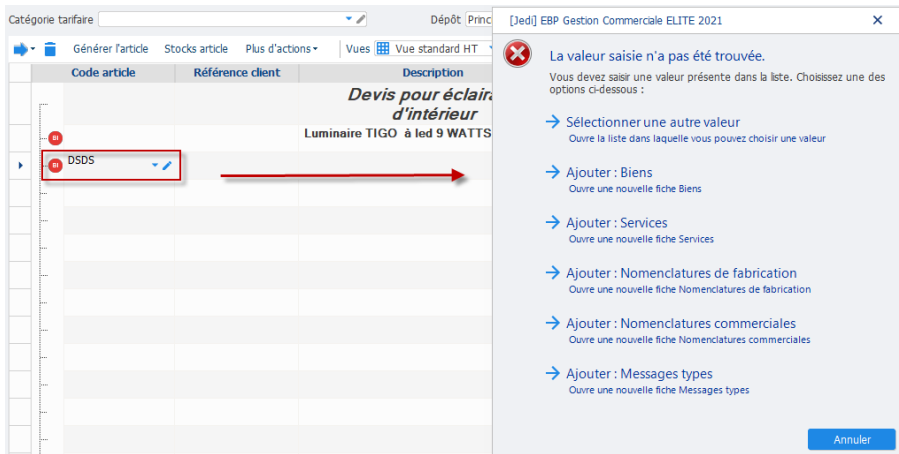 Catégorie tarifaire
Dépôt Princ
Générer l'article Stocks article Plus d'actions Vues Vue standard HT
Code article Référence client Description
Devis pour éclaira
d'intérieur
Luminaire TIGO à led 9 WATTS
BI
BI DSDS
[Jedi] EBP Gestion Commerciale ELITE 2021
La valeur saisie n'a pas été trouvée.
Vous devez saisir une valeur présente dans la liste. Choisissez une des
options ci-dessous :
Sélectionner une autre valeur
Ouvre la liste dans laquelle vous pouvez choisir une valeur
Ajouter : Biens
Ouvre une nouvelle fiche Biens
Ajouter : Services
Ouvre une nouvelle fiche Services
Ajouter : Nomenclatures de fabrication
Ouvre une nouvelle fiche Nomenclatures de fabrication
Ajouter : Nomenclatures commerciales
Ouvre une nouvelle fiche Nomenclatures commerciales
Ajouter : Messages types
Ouvre une nouvelle fiche Messages types
Annuler